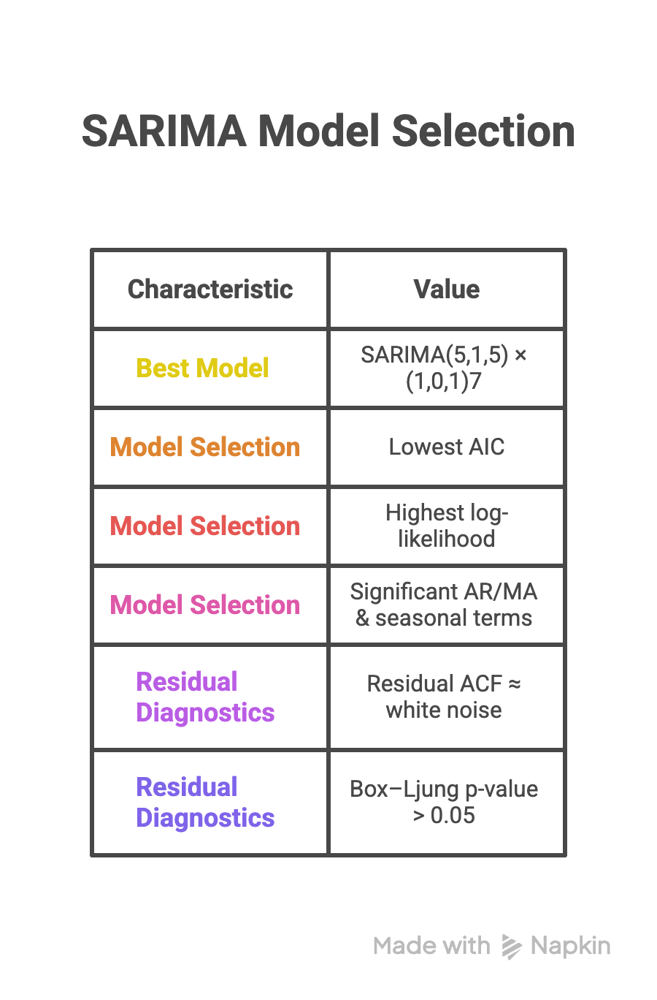 SARIMA Model Selection
Characteristic
Value
Best Model
SARIMA(5,1,5) ×
(1,0,1)7
Model Selection
Lowest AIC
Model Selection
Highest log-
likelihood
Model Selection
Significant AR/MA
& seasonal terms
Residual
Diagnostics
Residual ACF ≈
white noise
Residual
Diagnostics
Box–Ljung p-value
> 0.05
Made with Napkin